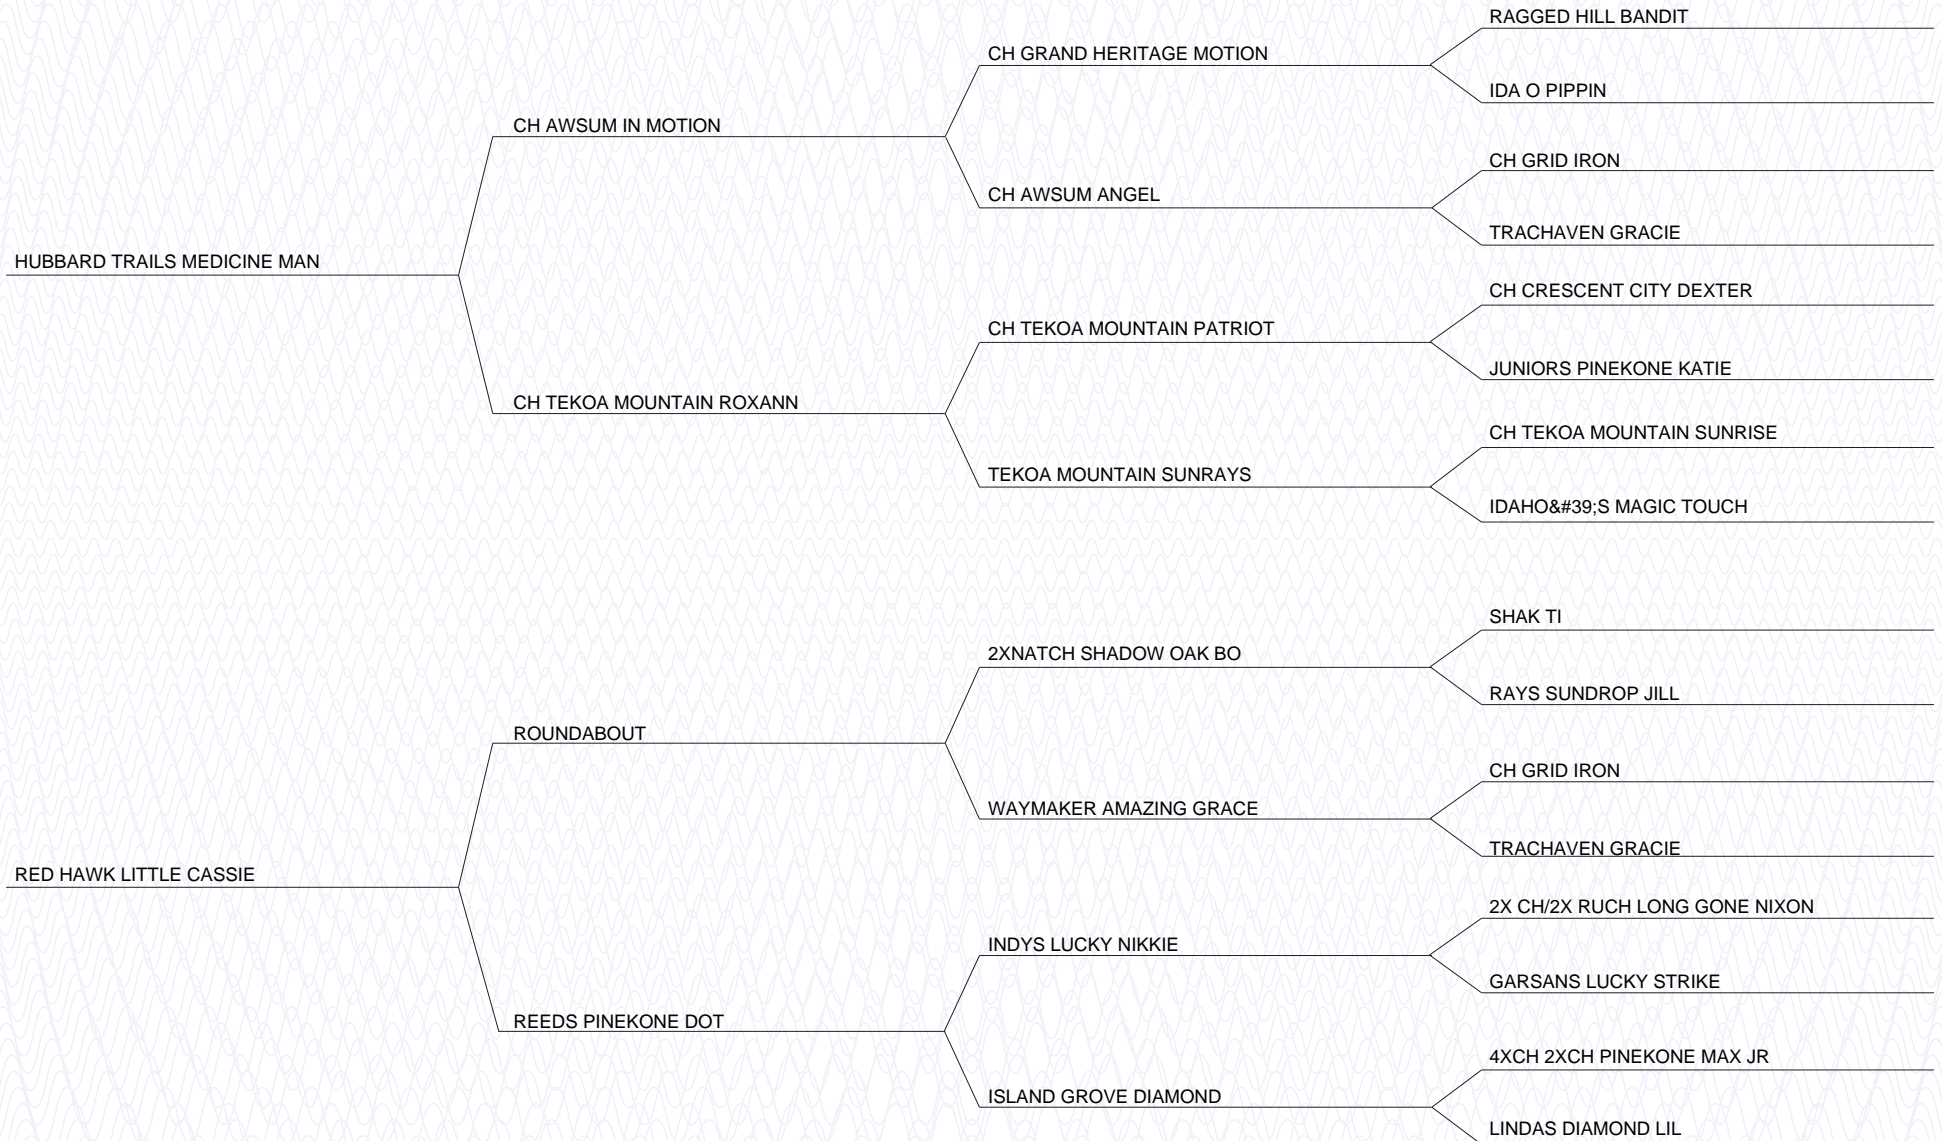 RAGGED HILL BANDIT
CH GRAND HERITAGE MOTION
IDA O PIPPIN
CH AWSUM IN MOTION
CH GRID IRON
CH AWSUM ANGEL
TRACHAVEN GRACIE
HUBBARD TRAILS MEDICINE MAN
CH CRESCENT CITY DEXTER
CH TEKOA MOUNTAIN PATRIOT
JUNIORS PINEKONE KATIE
CH TEKOA MOUNTAIN ROXANN
CH TEKOA MOUNTAIN SUNRISE
TEKOA MOUNTAIN SUNRAYS
IDAHO&#39;S MAGIC TOUCH
SHAK TI
2XNATCH SHADOW OAK BO
RAYS SUNDROP JILL
ROUNDABOUT
CH GRID IRON
WAYMAKER AMAZING GRACE
TRACHAVEN GRACIE
RED HAWK LITTLE CASSIE
2X CH/2X RUCH LONG GONE NIXON
INDYS LUCKY NIKKIE
GARSANS LUCKY STRIKE
REEDS PINEKONE DOT
4XCH 2XCH PINEKONE MAX JR
ISLAND GROVE DIAMOND
LINDAS DIAMOND LIL